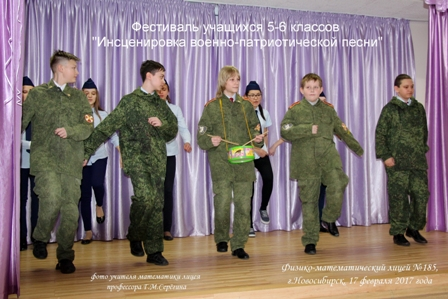 Фестиваль учащихся 5-6 классов
"Инсценировка военно-патриотической песни"
фото учителя математики лицея
профессора Г.М.Серёгина
Физико-математический лицей №185,
г.Новосибирск, 17 февраля 2017 года